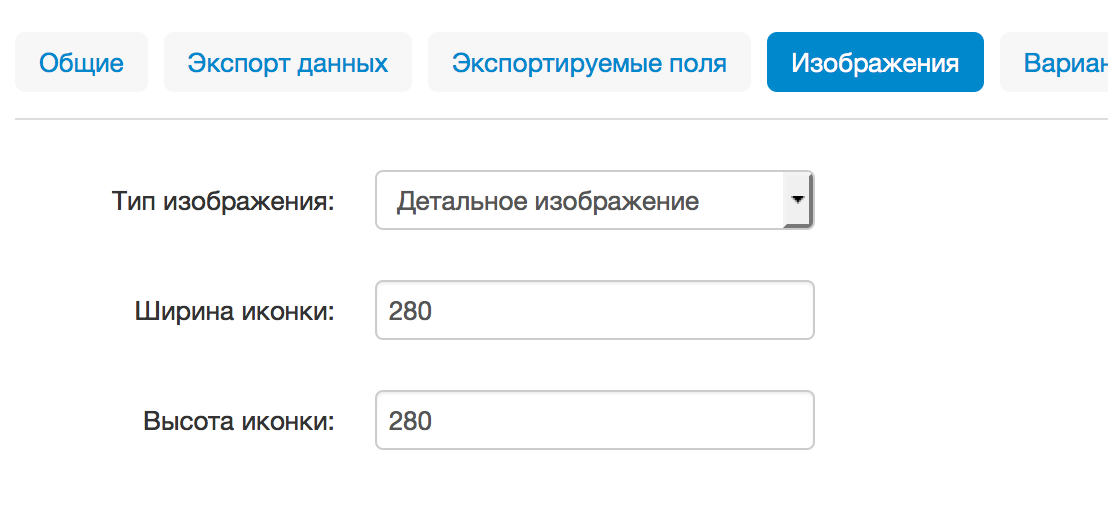 Общие Экспорт данных Экспортируемые поля Изображения Вариан
Тип изображения: Детальное изображение
Ширина иконки: 280
Высота иконки: 280